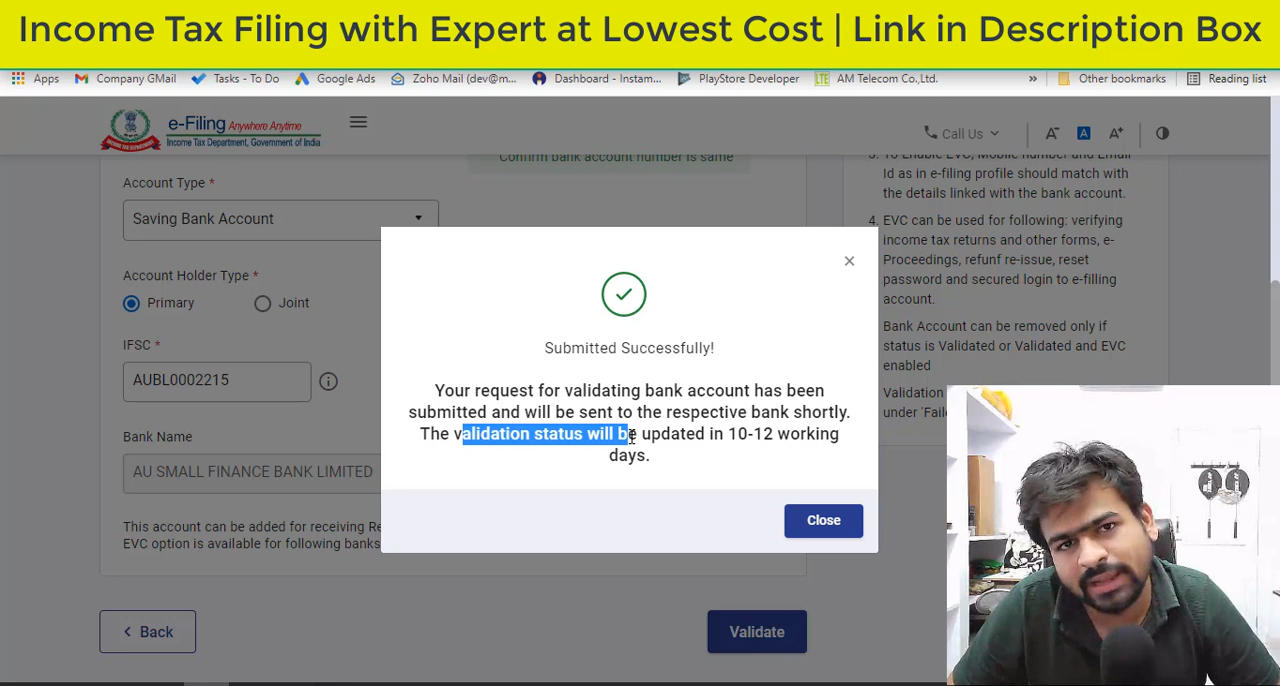 Income Tax Filing with Expert at Lowest Cost | Link in Description Box
Apps Company GMail Tasks - To Do Google Ads Zoho Mail (dev@m... Dashboard - Instam... PlayStore Developer AM Telecom Co.,Ltd. » Other bookmarks Reading list
e-Filing Anywhere Anytime
Income Tax Department, Government of India
Call Us
A- A A+
Confirm bank account number is same
Account Type *
Saving Bank Account
Account Holder Type *
Primary Joint
IFSC *
AUBL0002215
Bank Name
AU SMALL FINANCE BANK LIMITED
This account can be added for receiving Re
EVC option is available for following banks
< Back
Validate
×
Submitted Successfully!
Your request for validating bank account has been
submitted and will be sent to the respective bank shortly.
The validation status will be updated in 10-12 working
days.
Close
To Enable EVC, Mobile number and Email
Id as in e-filing profile should match with
the details linked with the bank account.
4. EVC can be used for following: verifying
income tax returns and other forms, e-
Proceedings, refunf re-issue, reset
password and secured login to e-filling
account.
Bank Account can be removed only if
status is Validated or Validated and EVC
enabled
Validation
under 'Faile